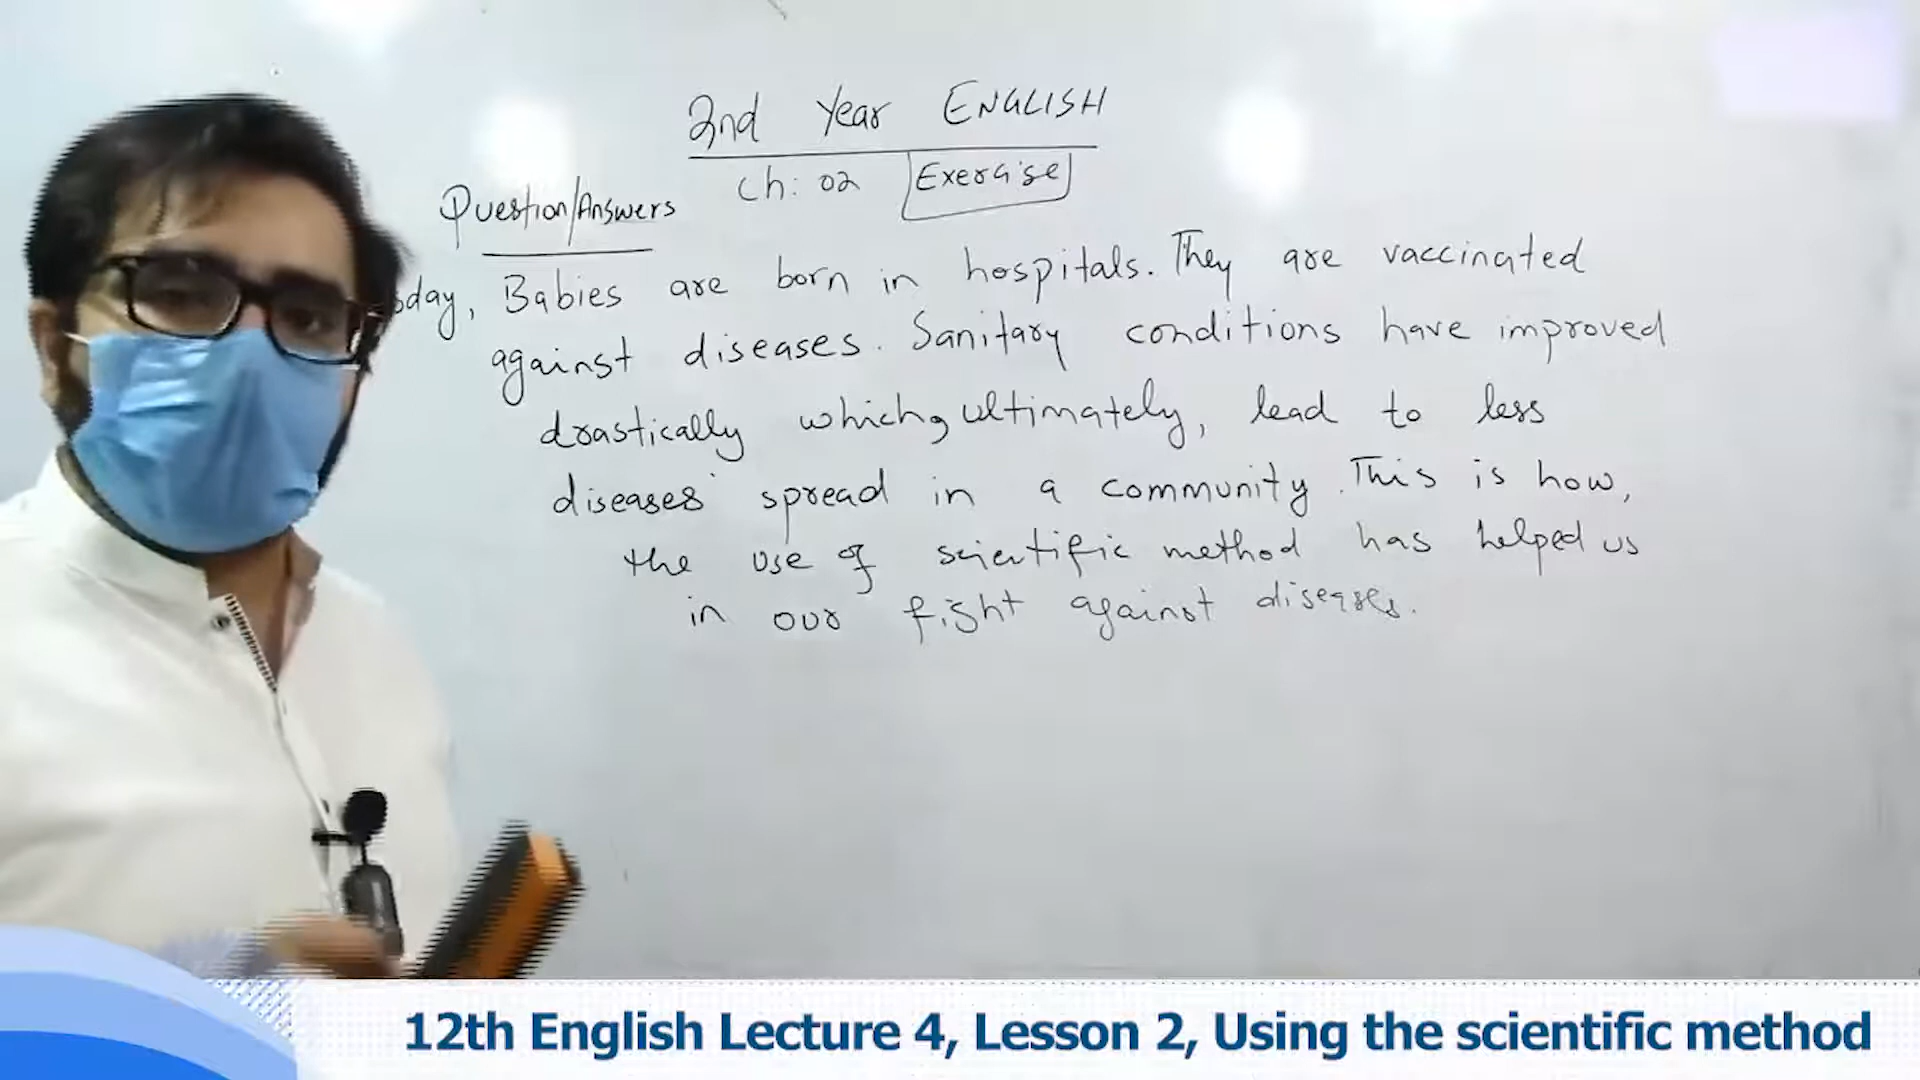 2nd Year ENGLISH
Ch: 02 Exercise
Question/Answers
oday, Babies are born in hospitals. They are vaccinated
against diseases. Sanitary conditions have improved
drastically which, ultimately, lead to less
diseases spread in a community. This is how,
the use of scientific method has helped us
in our fight against diseases.
12th English Lecture 4, Lesson 2, Using the scientific method